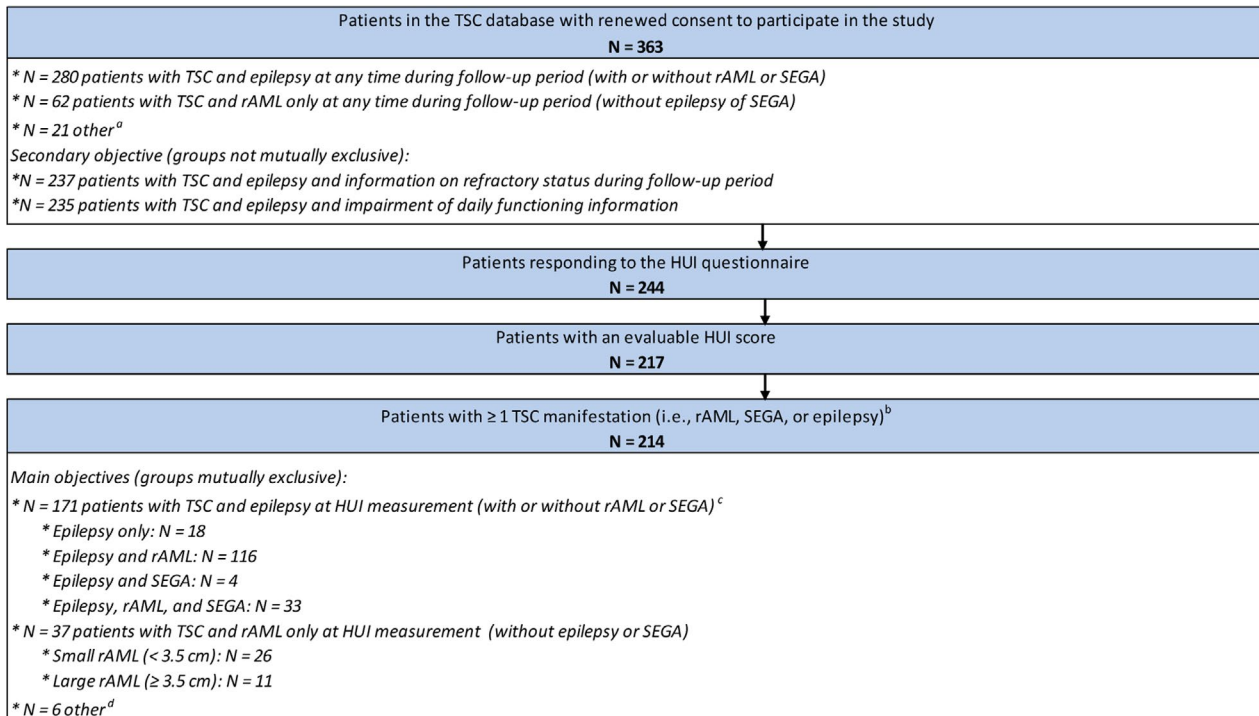 Patients in the TSC database with renewed consent to participate in the study
N = 363
* N = 280 patients with TSC and epilepsy at any time during follow-up period (with or without rAML or SEGA)
* N = 62 patients with TSC and rAML only at any time during follow-up period (without epilepsy of SEGA)
* N = 21 other a
Secondary objective (groups not mutually exclusive):
*N = 237 patients with TSC and epilepsy and information on refractory status during follow-up period
*N = 235 patients with TSC and epilepsy and impairment of daily functioning information
Patients responding to the HUI questionnaire
N = 244
Patients with an evaluable HUI score
N = 217
Patients with ≥ 1 TSC manifestation (i.e., rAML, SEGA, or epilepsy) b
N = 214
Main objectives (groups mutually exclusive):
* N = 171 patients with TSC and epilepsy at HUI measurement (with or without rAML or SEGA) c
* Epilepsy only: N = 18
* Epilepsy and rAML: N = 116
* Epilepsy and SEGA: N = 4
* Epilepsy, rAML, and SEGA: N = 33
* N = 37 patients with TSC and rAML only at HUI measurement (without epilepsy or SEGA)
* Small rAML (< 3.5 cm): N = 26
* Large rAML (≥ 3.5 cm): N = 11
* N = 6 other d